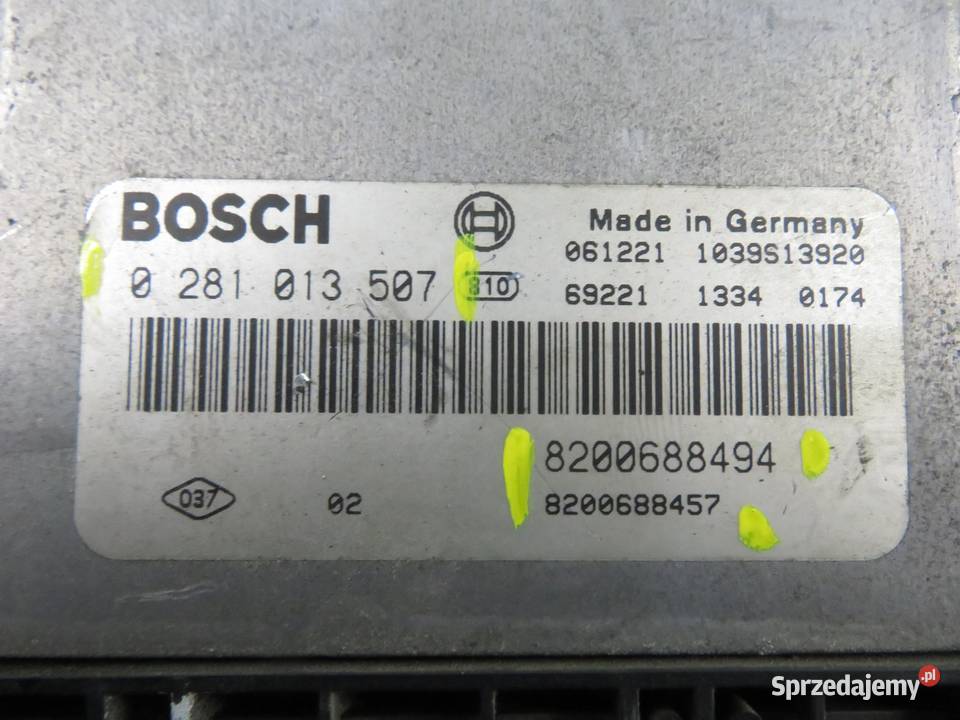 BOSCH
Made in Germany
061221 1039S13920
0 281 013 507 810
69221 1334 0174
8200688494
037 02 8200688457
Sprzedajemy.pl